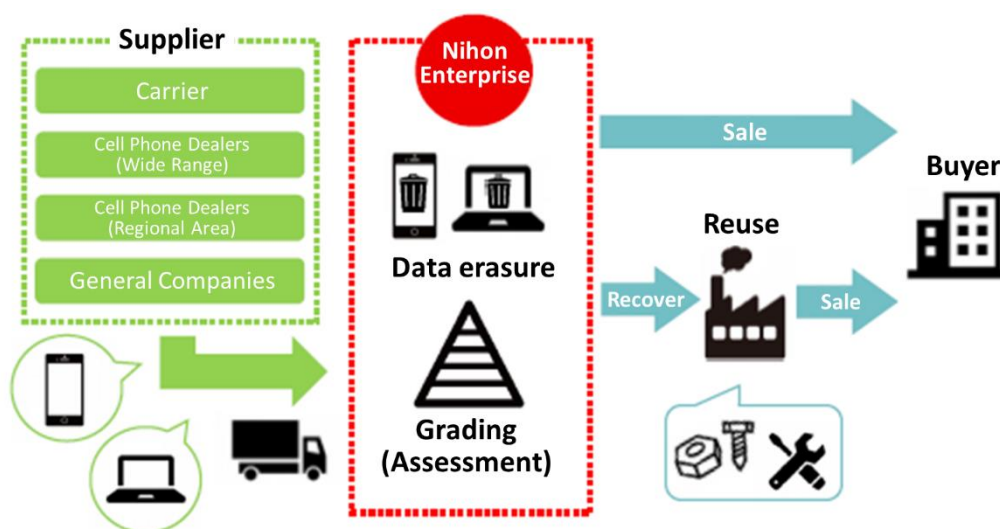 Supplier
Carrier
Cell Phone Dealers
(Wide Range)
Cell Phone Dealers
(Regional Area)
General Companies
Nihon
Enterprise
Data erasure
Grading
(Assessment)
Sale
Recover
Reuse
Sale
Buyer